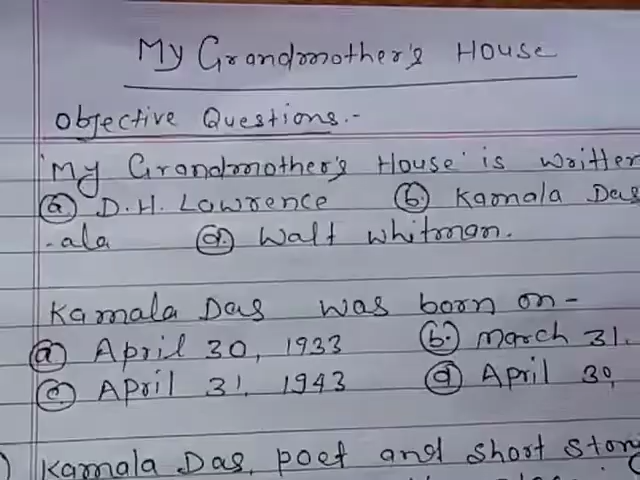 My Grandmother's House
Objective Questions.-
'My Grandmother's House' is written
(a) D.H. Lawrence (b) Kamala Das
-ala (d) Walt Whitman.
Kamala Das was born on-
(a) April 30, 1933 (b) March 31.
(c) April 31, 1943 (d) April 30,
) Kamala Das, poet and short story